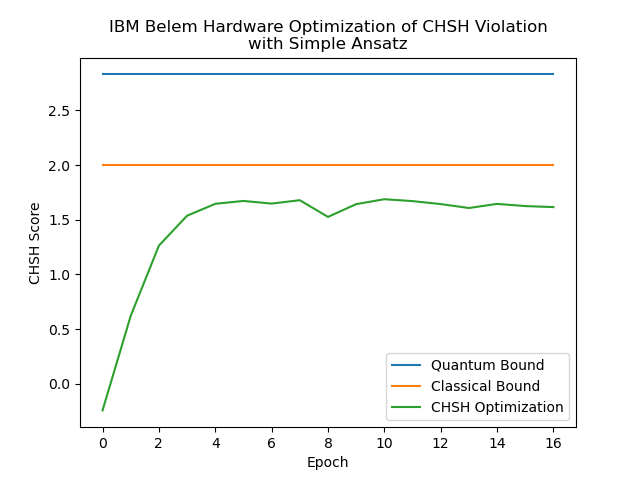 IBM Belem Hardware Optimization of CHSH Violation
with Simple Ansatz
CHSH Score
2.5
2.0
1.5
1.0
0.5
0.0
Quantum Bound
Classical Bound
CHSH Optimization
0 2 4 6 8 10 12 14 16
Epoch